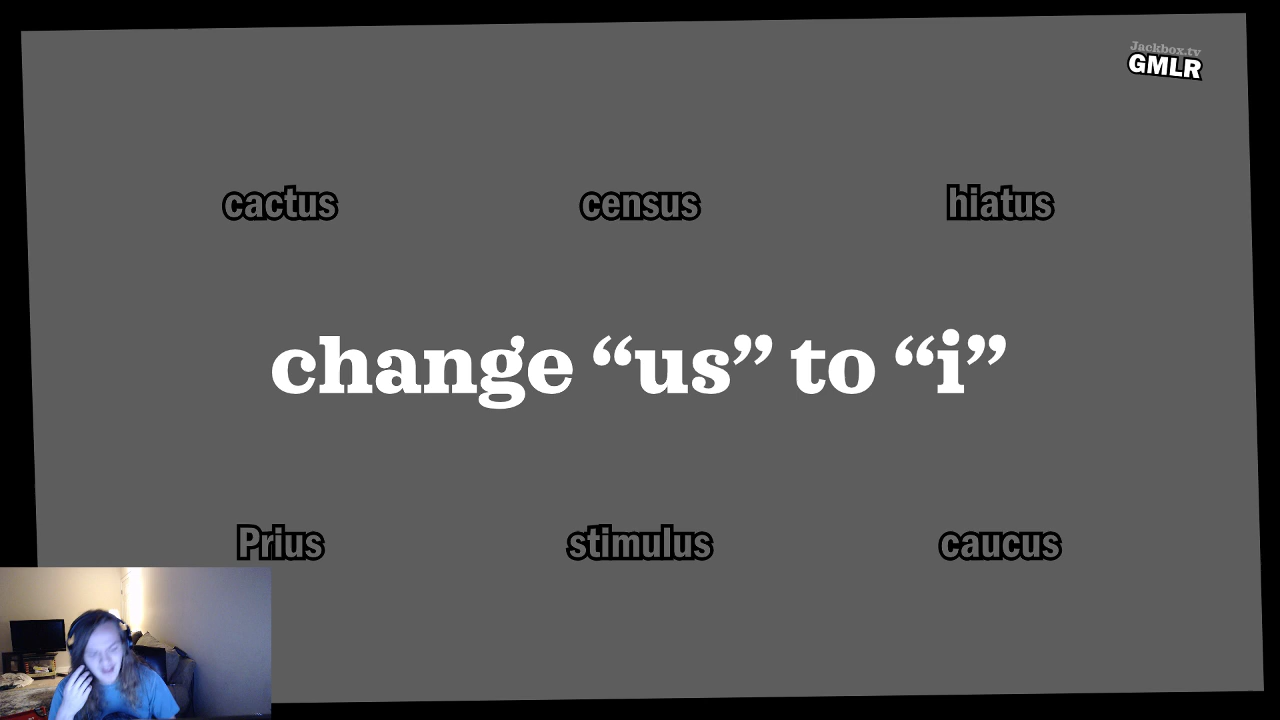 Jackbox.tv
GMLR
cactus census hiatus
change “us” to “i”
Prius stimulus caucus